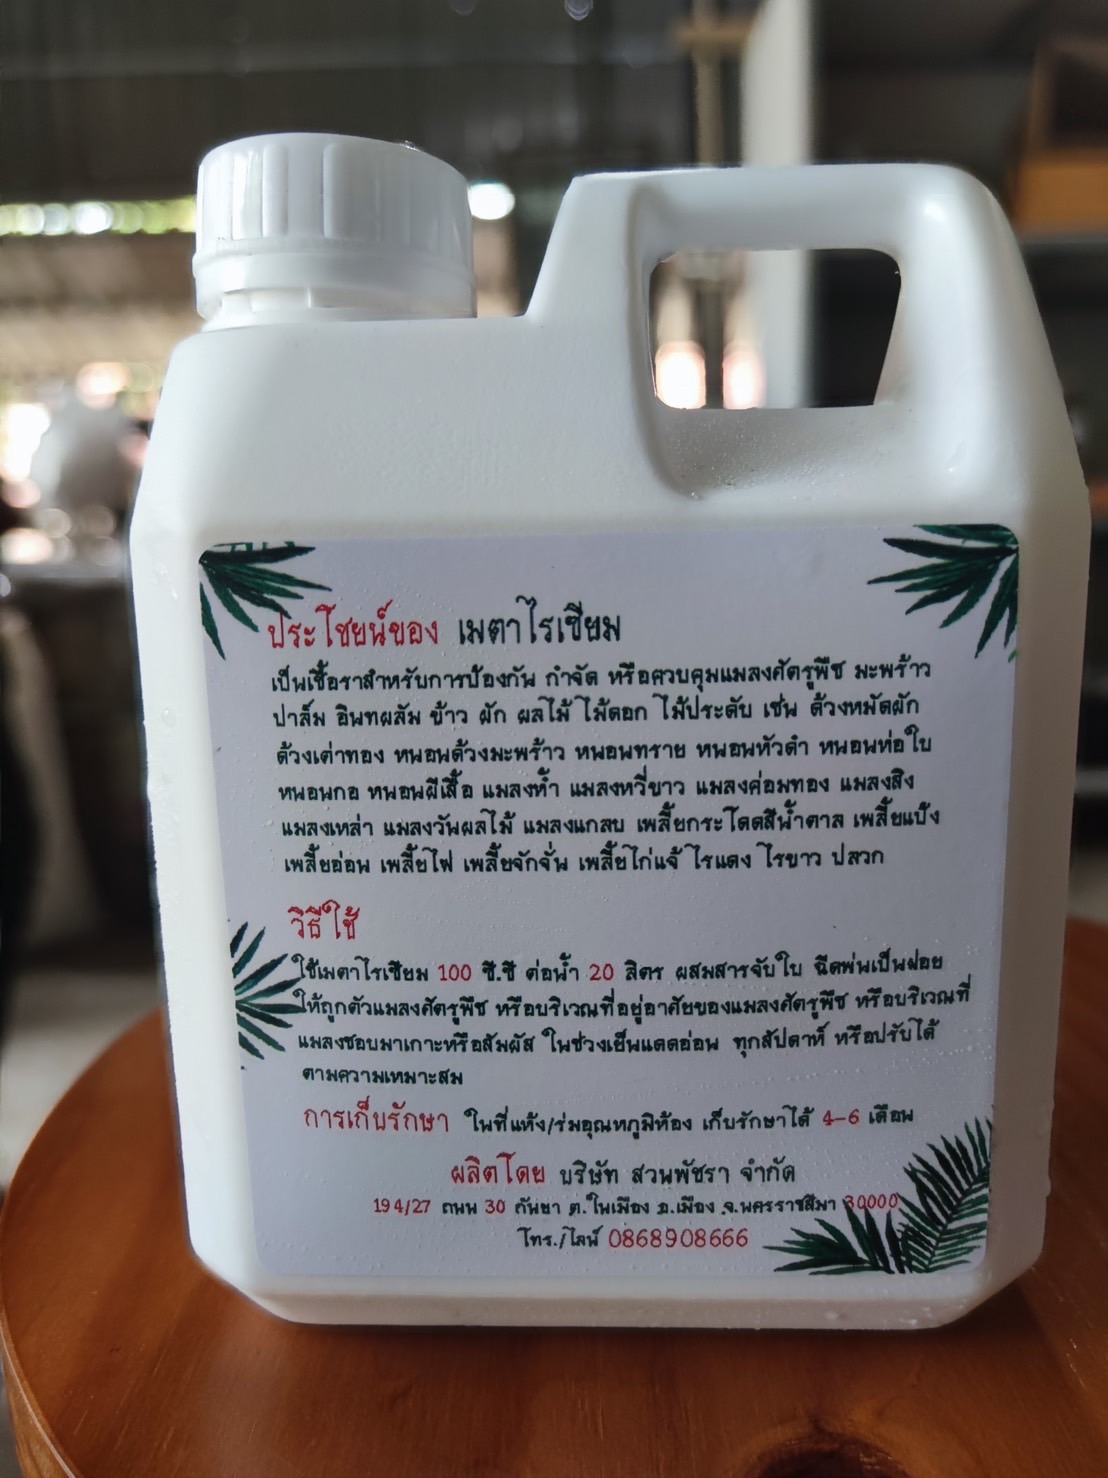 ประโชยน์ของ เมตาไรเซียม
เป็นเชื้อราสำหรับการป้องกัน กำจัด หรือควบคุมแมลงศัตรูพืช มะพร้าว
ปาล์ม อินทผลัม ข้าว ผัก ผลไม้ ไม้ดอก ไม้ประดับ เช่น ด้วงหมัดผัก
ด้วงเต่าทอง หนอนด้วงมะพร้าว หนอนทราย หนอนหัวดำ หนอนห่อใบ
หนอนกอ หนอนผีเสื้อ แมลงห้ำ แมลงหวี่ขาว แมลงค่อมทอง แมลงสิง
แมลงเหล่า แมลงวันผลไม้ แมลงแกลบ เพลี้ยกระโดดสีน้ำตาล เพลี้ยแป้ง
เพลี้ยอ่อน เพลี้ยไฟ เพลี้ยจักจั่น เพลี้ยไก่แจ้ ไรแดง ไรขาว ปลวก
วิธีใช้
ใช้เมตาไรเซียม 100 ซี.ซี ต่อน้ำ 20 ลิตร ผสมสารจับใบ ฉีดพ่นเป็นฝอย
ให้ถูกตัวแมลงศัตรูพืช หรือบริเวณที่อยู่อาศัยของแมลงศัตรูพืช หรือบริเวณที่
แมลงชอบมาเกาะหรือสัมผัส ในช่วงเย็นแดดอ่อน ทุกสัปดาห์ หรือปรับได้
ตามความเหมาะสม
การเก็บรักษา ในที่แห้ง/ร่มอุณหภูมิห้อง เก็บรักษาได้ 4-6 เดือน
ผลิตโดย บริษัท สวนพัชรา จำกัด
194/27 ถนน 30 กันยา ต.ในเมือง อ.เมือง จ.นครราชสีมา 30000
โทร./ไลน์ 0868908666